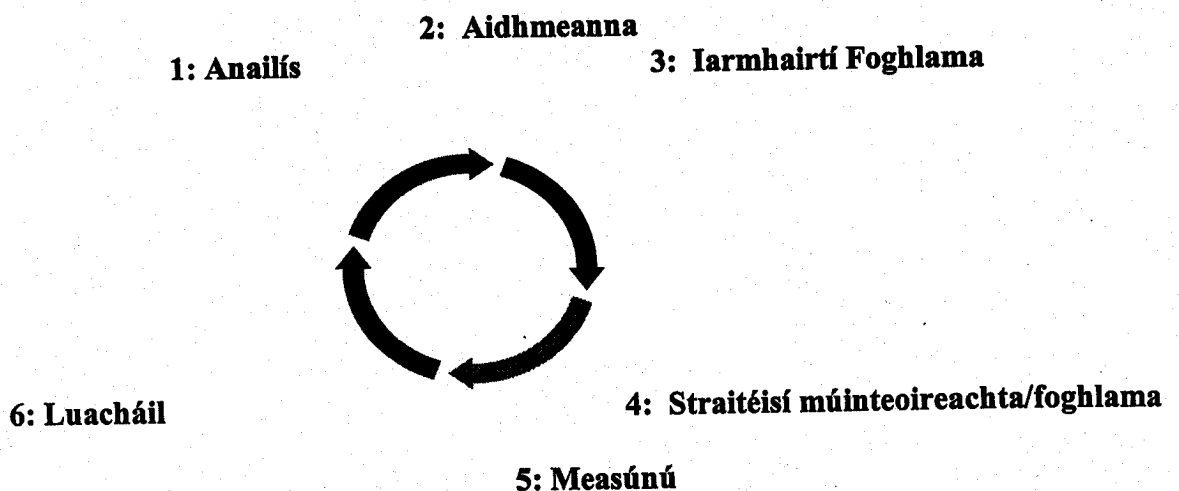 2: Aidhmeanna
1: Anailís
3: Iarmhairtí Foghlama
6: Luacháil
4: Straitéisí múinteoireachta/foghlama
5: Measúnú